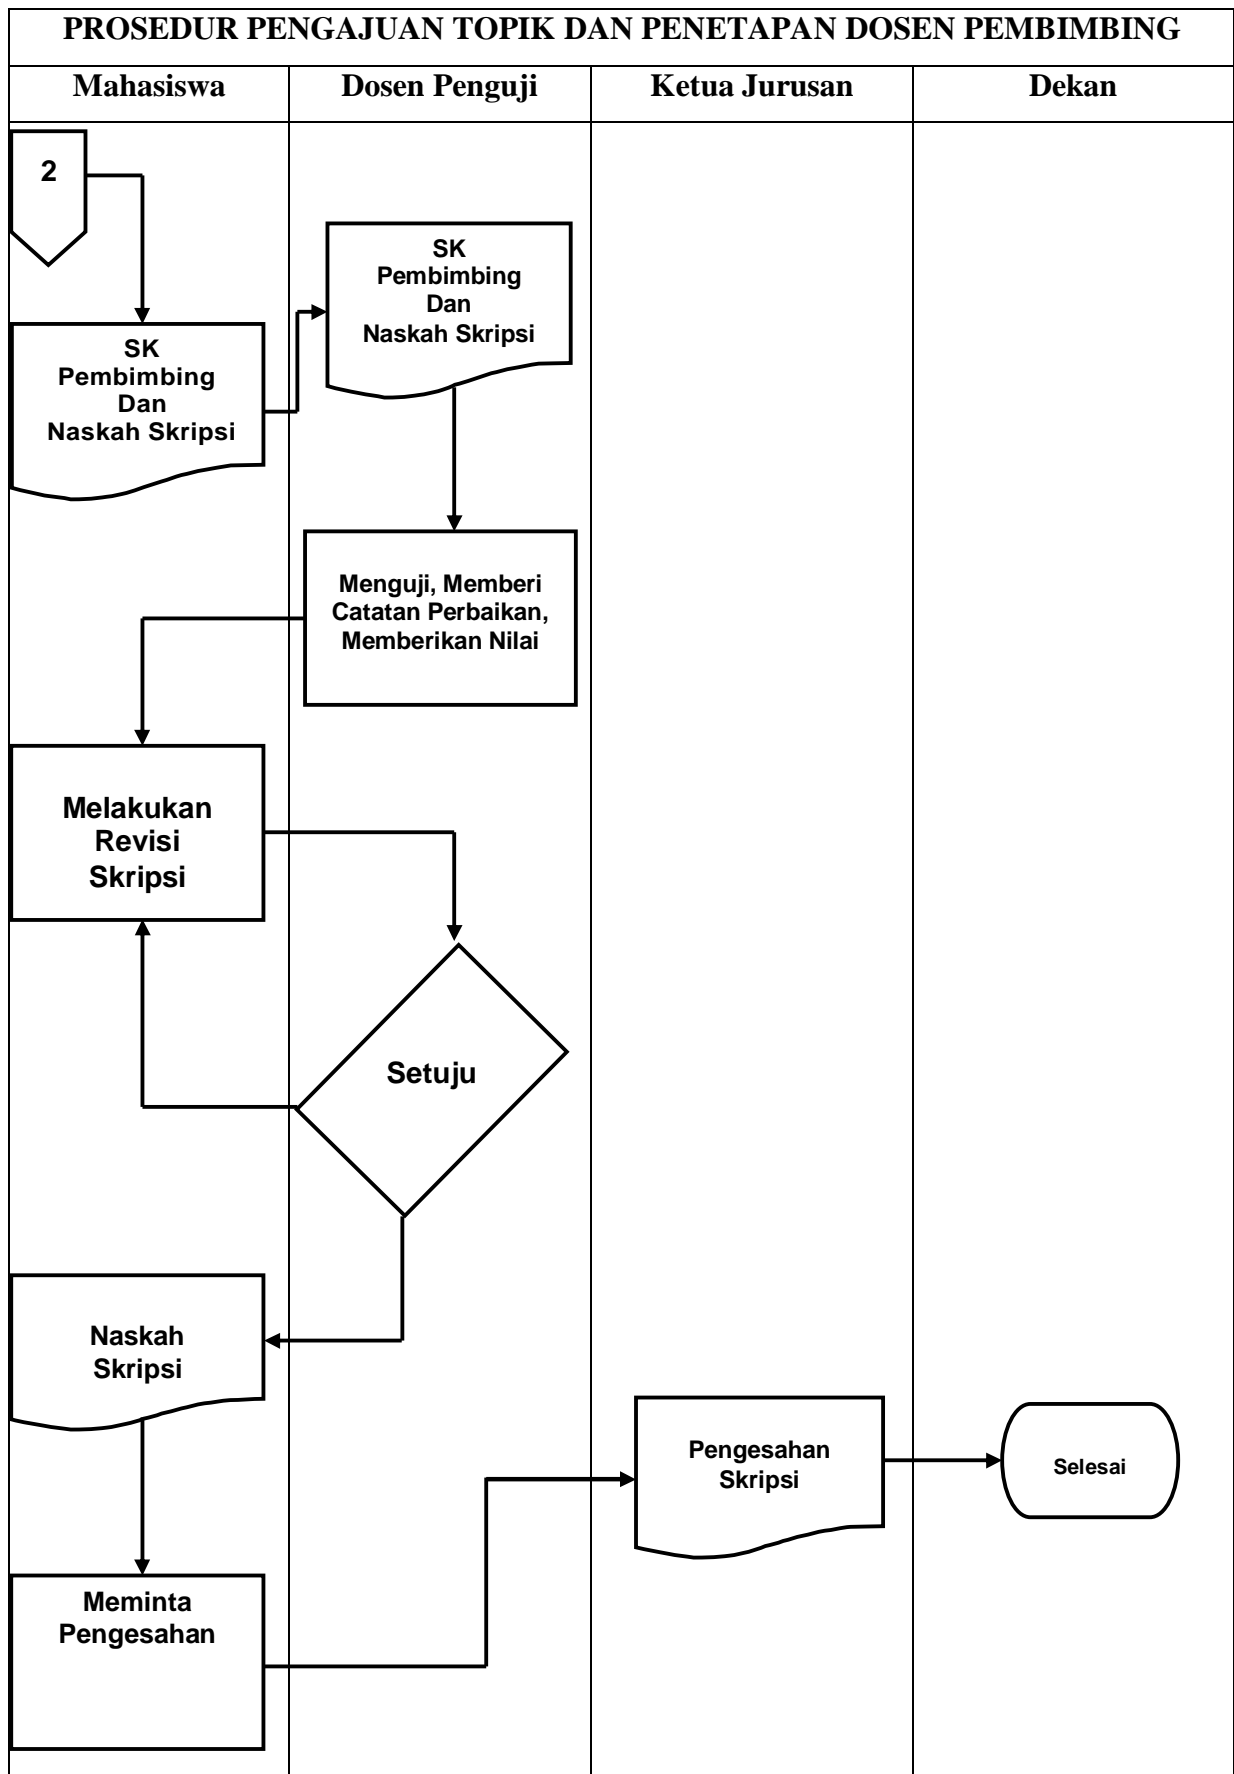 PROSEDUR PENGAJUAN TOPIK DAN PENETAPAN DOSEN PEMBIMBING
Mahasiswa
Dosen Penguji
Ketua Jurusan
Dekan
2
SK
Pembimbing
Dan
Naskah Skripsi
SK
Pembimbing
Dan
Naskah Skripsi
Menguji, Memberi
Catatan Perbaikan,
Memberikan Nilai
Melakukan
Revisi
Skripsi
Setuju
Naskah
Skripsi
Pengesahan
Skripsi
Selesai
Meminta
Pengesahan